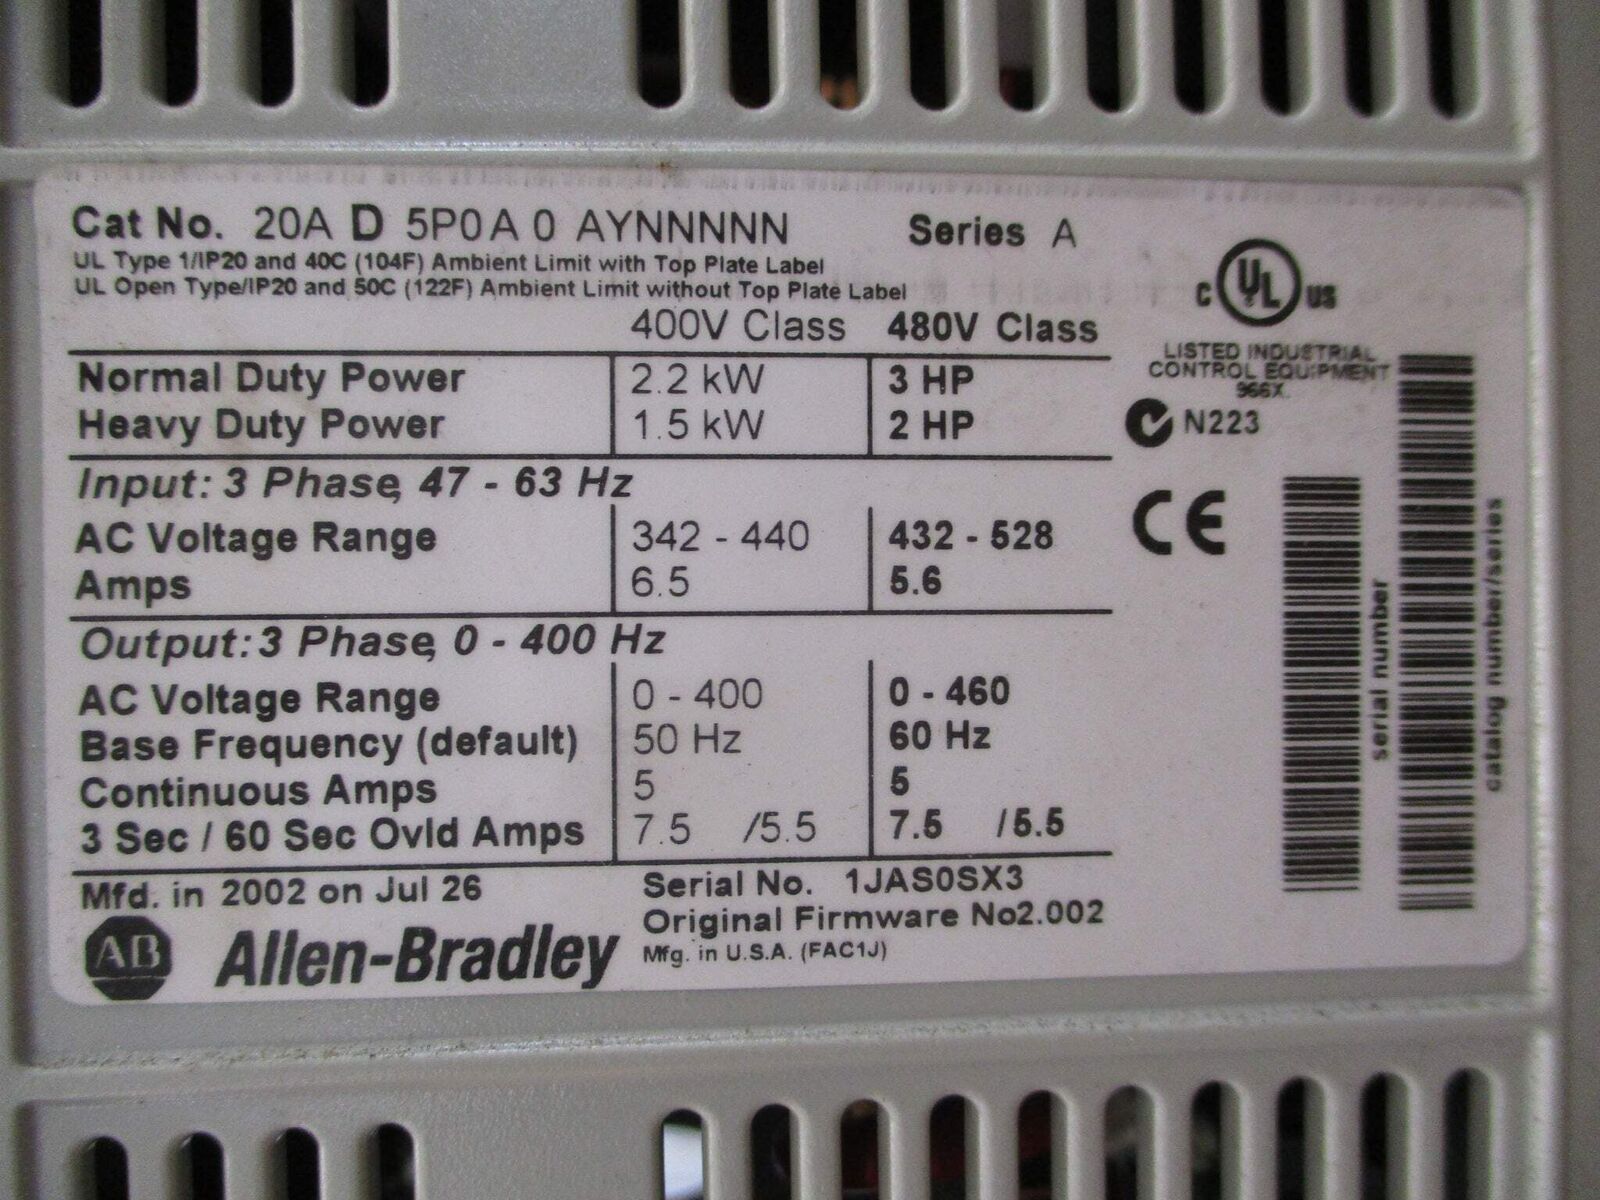 Cat No. 20A D 5P0 A 0 AYNNNNN Series A
UL Type 1/IP20 and 40C (104F) Ambient Limit with Top Plate Label
UL Open Type/IP20 and 50C (122F) Ambient Limit without Top Plate Label
400V Class 480V Class
Normal Duty Power 2.2 kW 3 HP
Heavy Duty Power 1.5 kW 2 HP
Input: 3 Phase, 47 - 63 Hz
AC Voltage Range 342 - 440 432 - 528
Amps 6.5 5.6
Output: 3 Phase, 0 - 400 Hz
AC Voltage Range 0 - 400 0 - 460
Base Frequency (default) 50 Hz 60 Hz
Continuous Amps 5 5
3 Sec / 60 Sec Ovld Amps 7.5 /5.5 7.5 /5.5
Mfd. in 2002 on Jul 26
Serial No. 1JAS0SX3
Original Firmware No2.002
Mfg. in U.S.A. (FAC1J)
AB Allen-Bradley
C UL US
LISTED INDUSTRIAL
CONTROL EQUIPMENT
966X
N223
CE
serial number
catalog number/series